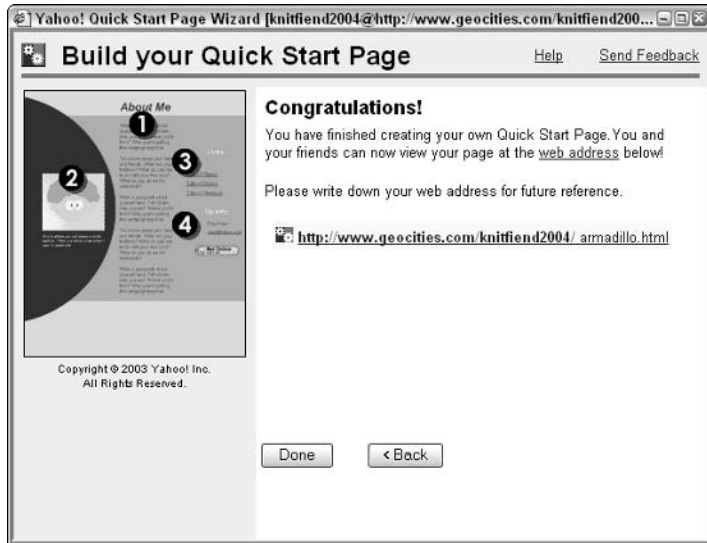 Yahoo! Quick Start Page Wizard [knitfiend2004@http://www.geocities.com/knitfiend200...
Build your Quick Start Page
Help
Send Feedback
About Me
1
2
3
4
Copyright © 2003 Yahoo! Inc.
All Rights Reserved.
Congratulations!
You have finished creating your own Quick Start Page. You and
your friends can now view your page at the web address below!
Please write down your web address for future reference.
http://www.geocities.com/knitfiend2004/ armadillo.html
Done
< Back